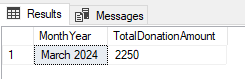 Results Messages
MonthYear TotalDonationAmount
1 March 2024 2250